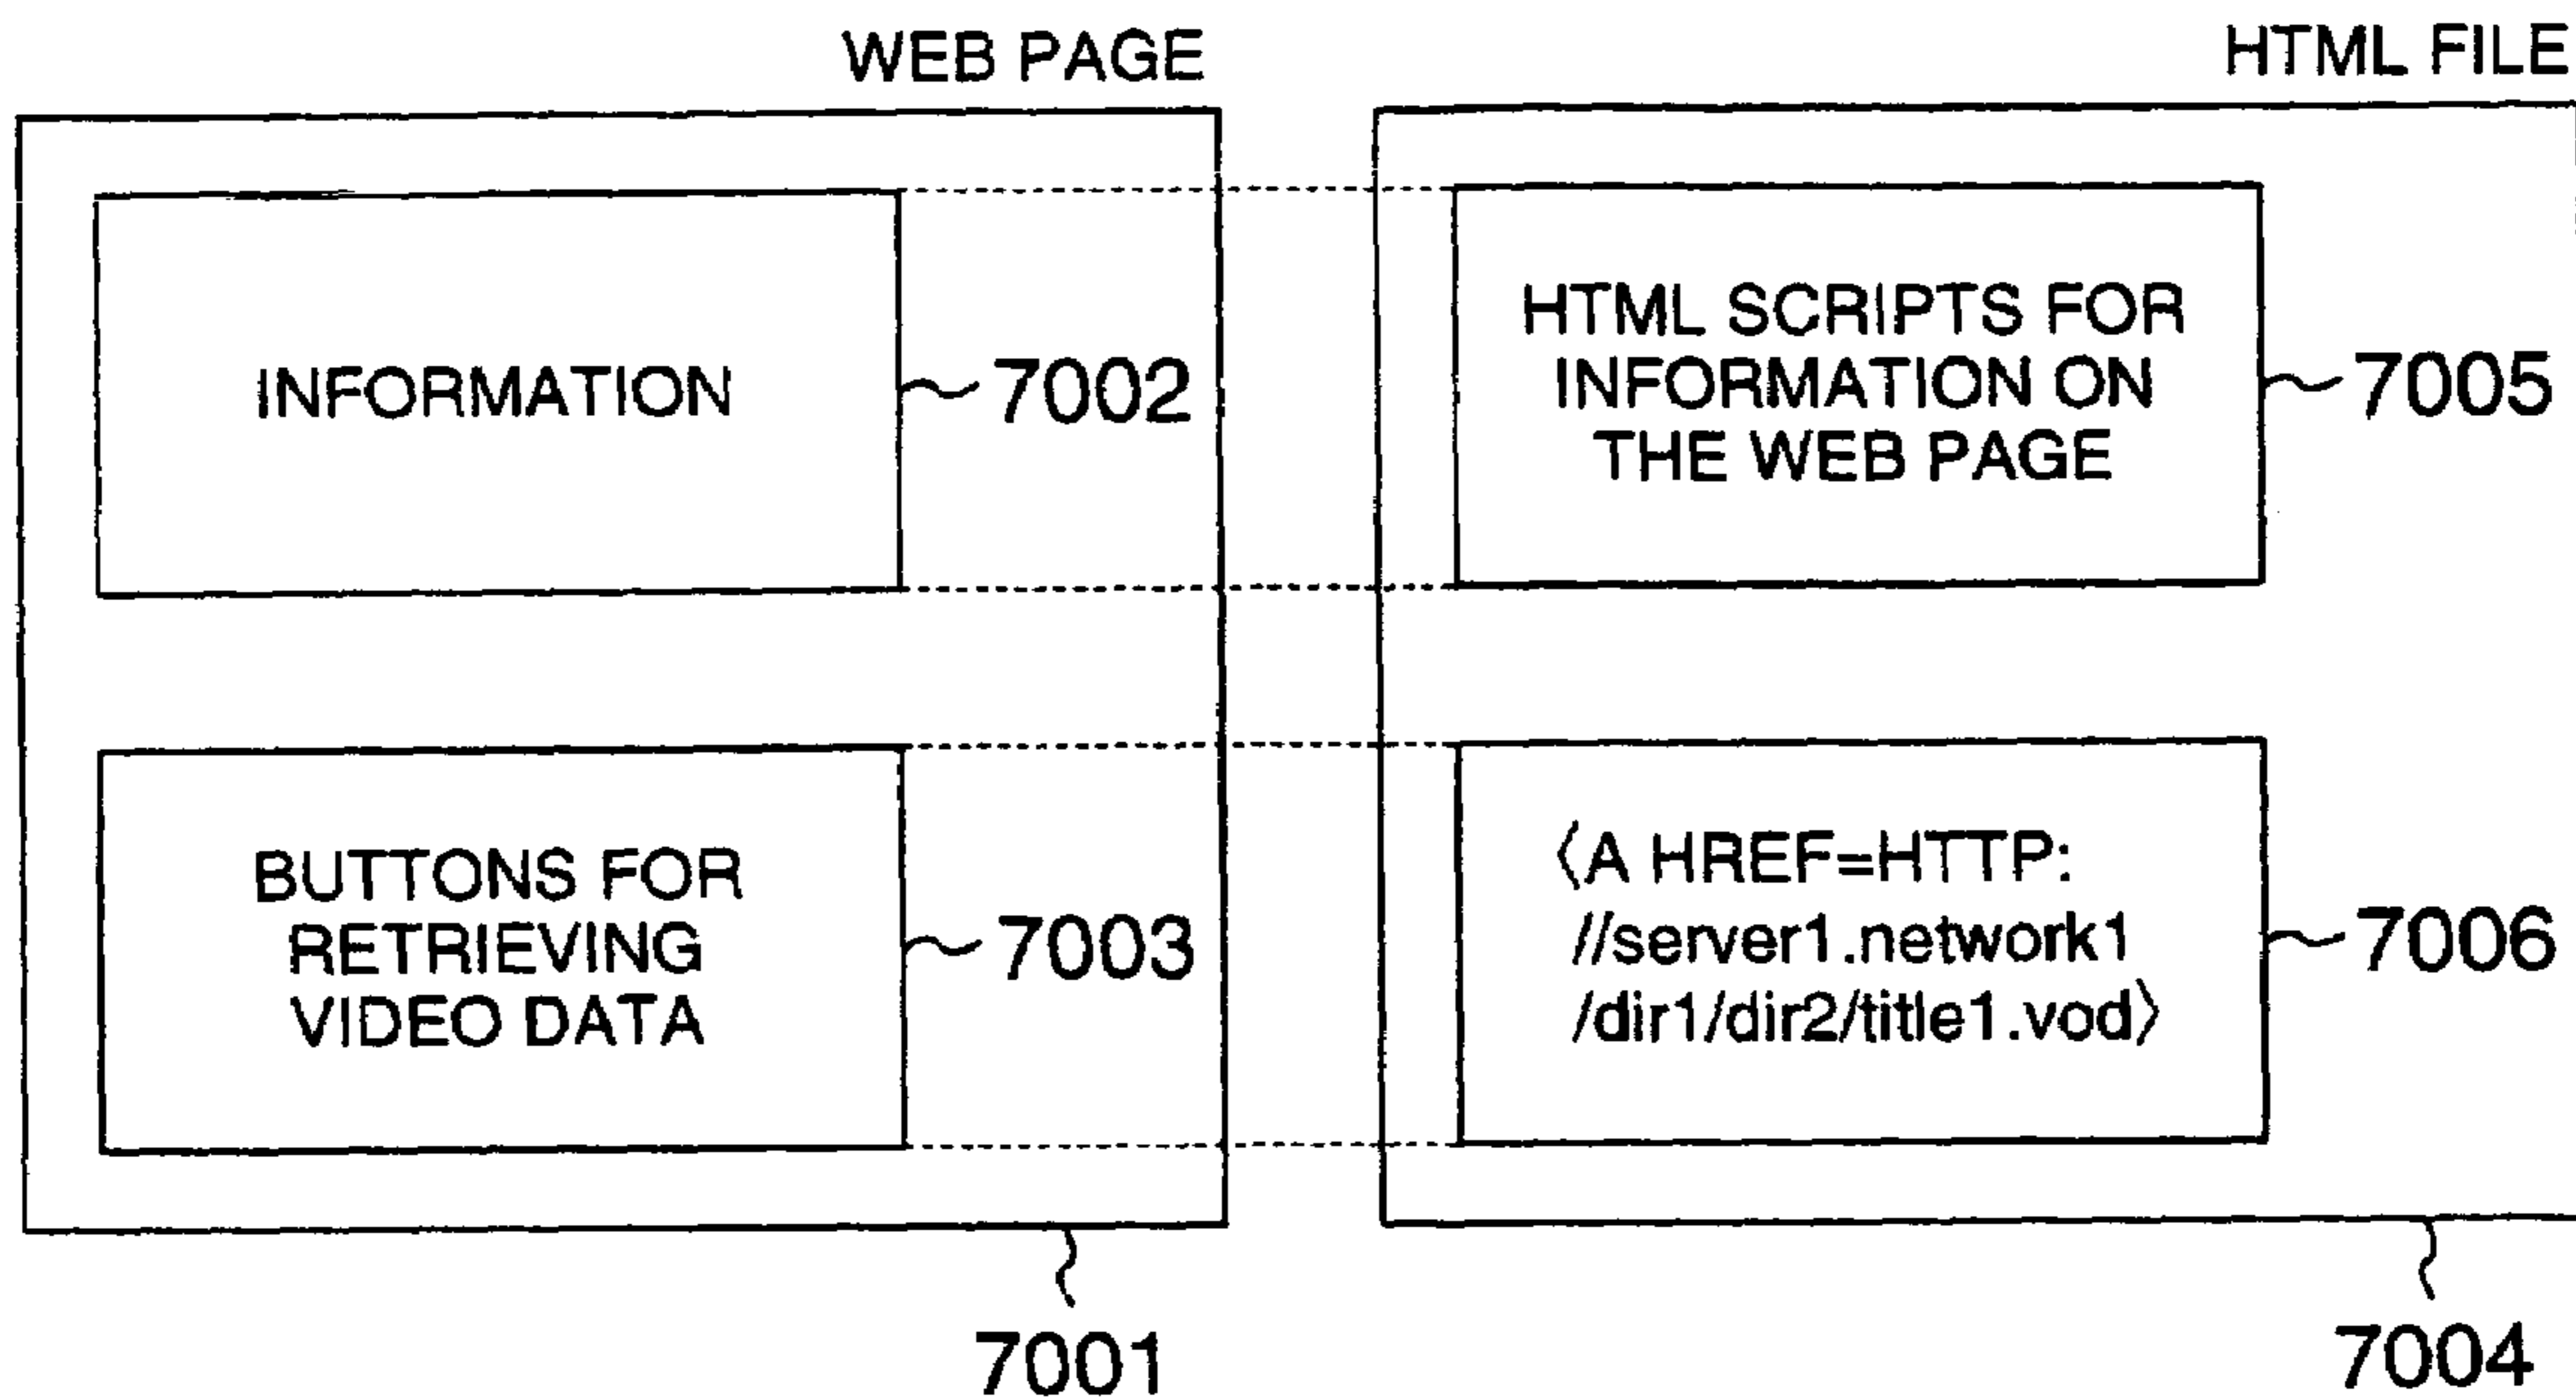 WEB PAGE
INFORMATION
7002
BUTTONS FOR
RETRIEVING
VIDEO DATA
7003
7001
HTML FILE
HTML SCRIPTS FOR
INFORMATION ON
THE WEB PAGE
7005
〈A HREF=HTTP:
//server1.network1
/dir1/dir2/title1.vod〉
7006
7004